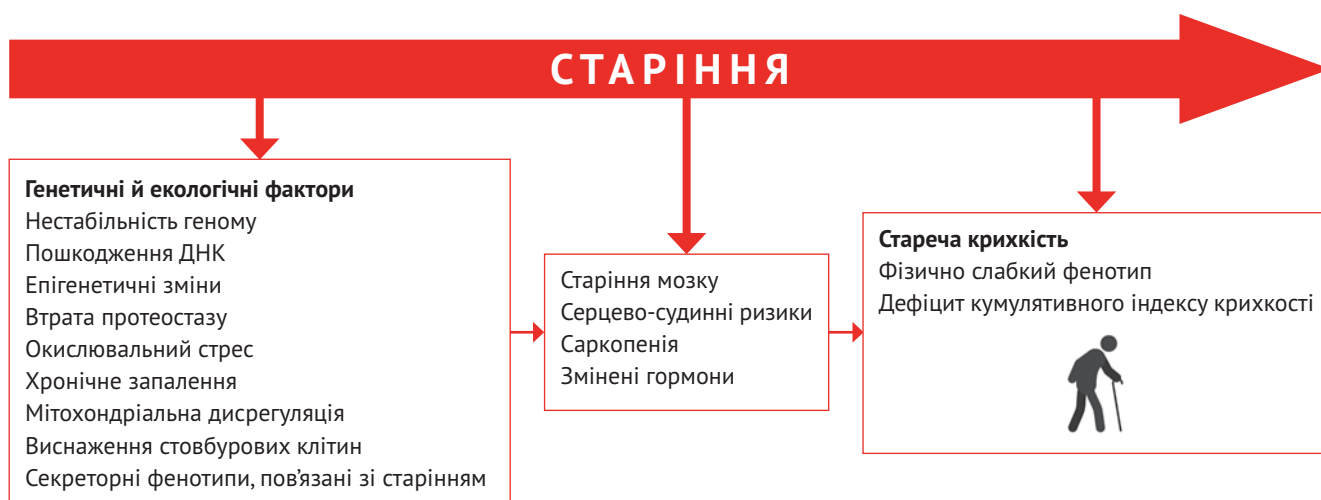 СТАРІННЯ
Генетичні й екологічні фактори
Нестабільність геному
Пошкодження ДНК
Епігенетичні зміни
Втрата протеостазу
Окислювальний стрес
Хронічне запалення
Мітохондріальна дисрегуляція
Виснаження стовбурових клітин
Секреторні фенотипи, пов’язані зі старінням
Старіння мозку
Серцево-судинні ризики
Саркопенія
Змінені гормони
Стареча крихкість
Фізично слабкий фенотип
Дефіцит кумулятивного індексу крихкості